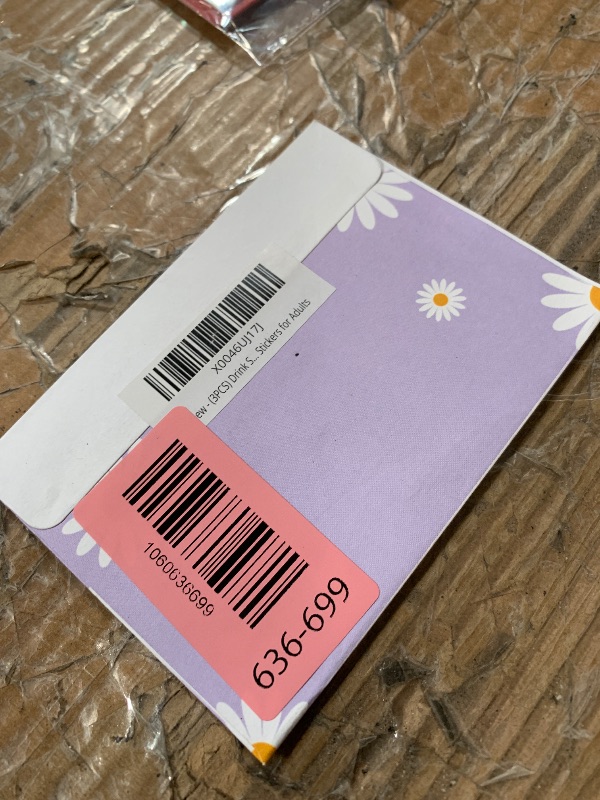 X0046UJ17J
ew - (3PCS) Drink S... Stickers for Adults
1060636699
636-699